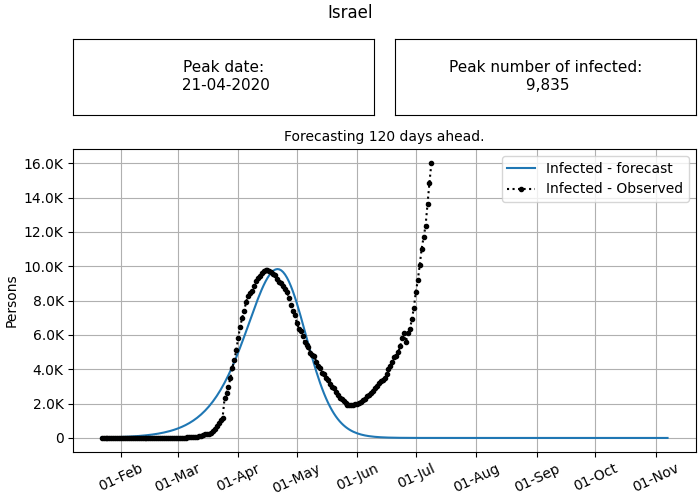 Israel
Peak date:
21-04-2020
Peak number of infected:
9,835
Forecasting 120 days ahead.
Infected - forecast
Infected - Observed
Persons
16.0K
14.0K
12.0K
10.0K
8.0K
6.0K
4.0K
2.0K
0
01-Feb
01-Mar
01-Apr
01-May
01-Jun
01-Jul
01-Aug
01-Sep
01-Oct
01-Nov